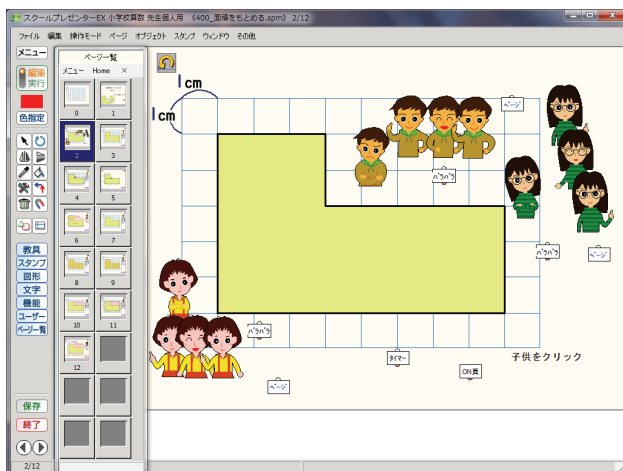 スクールプレゼンターEX 小学校算数 先生個人用 《400_面積をもとめる.spm》 2/12
ファイル 編集 操作モード ページ オブジェクト スタンプ ウィンドウ その他
メニュー
編集
実行
色指定
教具
スタンプ
図形
文字
機能
ユーザー
ページ一覧
保存
終了
2/12
ページ一覧
メニュー Home ×
0 1
2 3
4 5
6 7
8 9
10 11
12
1cm
1cm
ページ
パラパラ
パラパラ
ページ
パラパラ
タイマー
ON頁
ページ
子供をクリック